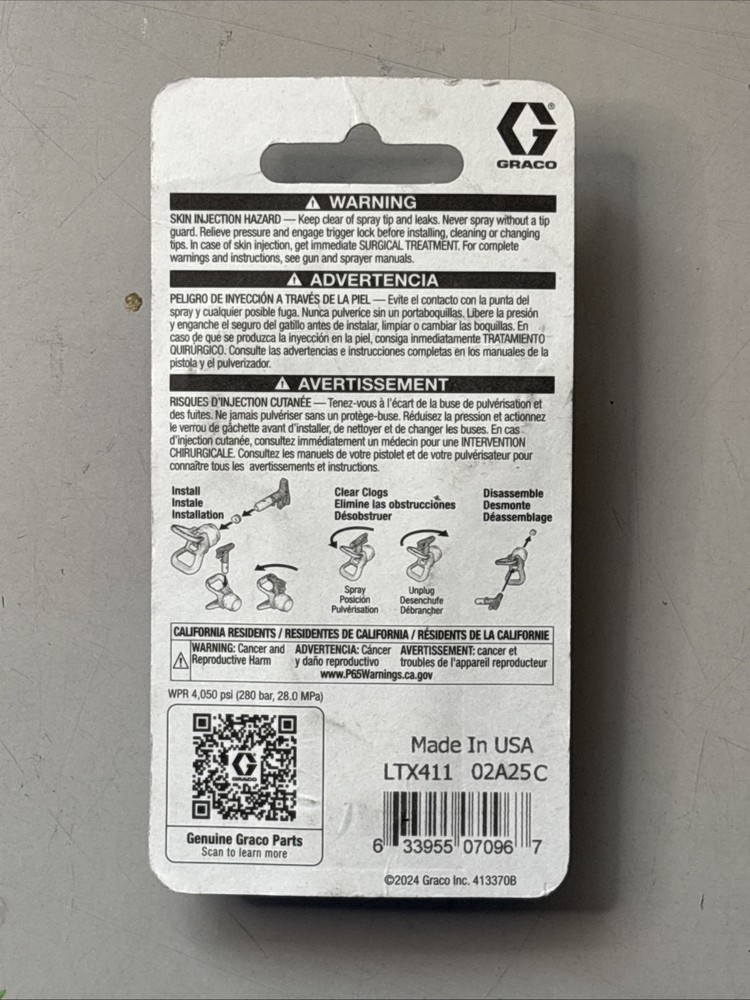 GRACO
WARNING
SKIN INJECTION HAZARD — Keep clear of spray tip and leaks. Never spray without a tip
guard. Relieve pressure and engage trigger lock before installing, cleaning or changing
tips. In case of skin injection, get immediate SURGICAL TREATMENT. For complete
warnings and instructions, see gun and sprayer manuals.
ADVERTENCIA
PELIGRO DE INYECCIÓN A TRAVÉS DE LA PIEL — Evite el contacto con la punta del
spray y cualquier posible fuga. Nunca pulverice sin un portaboquillas. Libere la presión
y enganche el seguro del gatillo antes de instalar, limpiar o cambiar las boquillas. En
caso de que se produzca la inyección en la piel, consiga inmediatamente TRATAMIENTO
QUIRÚRGICO. Consulte las advertencias e instrucciones completas en los manuales de la
pistola y el pulverizador.
AVERTISSEMENT
RISQUES D'INJECTION CUTANÉE — Tenez-vous à l'écart de la buse de pulvérisation et
des fuites. Ne jamais pulvériser sans un protège-buse. Réduisez la pression et actionnez
le verrou de gâchette avant d'installer, de nettoyer et de changer les buses. En cas
d'injection cutanée, consultez immédiatement un médecin pour une INTERVENTION
CHIRURGICALE. Consultez les manuels de votre pistolet et de votre pulvérisateur pour
connaître tous les avertissements et instructions.
Install
Instale
Installation
Clear Clogs
Elimine las obstrucciones
Désobstruer
Disassemble
Desmonte
Déassemblage
Spray
Posición
Pulvérisation
Unplug
Desenchufe
Débrancher
CALIFORNIA RESIDENTS / RESIDENTES DE CALIFORNIA / RÉSIDENTS DE LA CALIFORNIE
WARNING: Cancer and
Reproductive Harm
ADVERTENCIA: Cáncer
y daño reproductivo
AVERTISSEMENT: cancer et
troubles de l'appareil reproducteur
www.P65Warnings.ca.gov
WPR 4,050 psi (280 bar, 28.0 MPa)
GRACO
Genuine Graco Parts
Scan to learn more
Made In USA
LTX411 02A25C
6 33955 07096 7
©2024 Graco Inc. 413370B